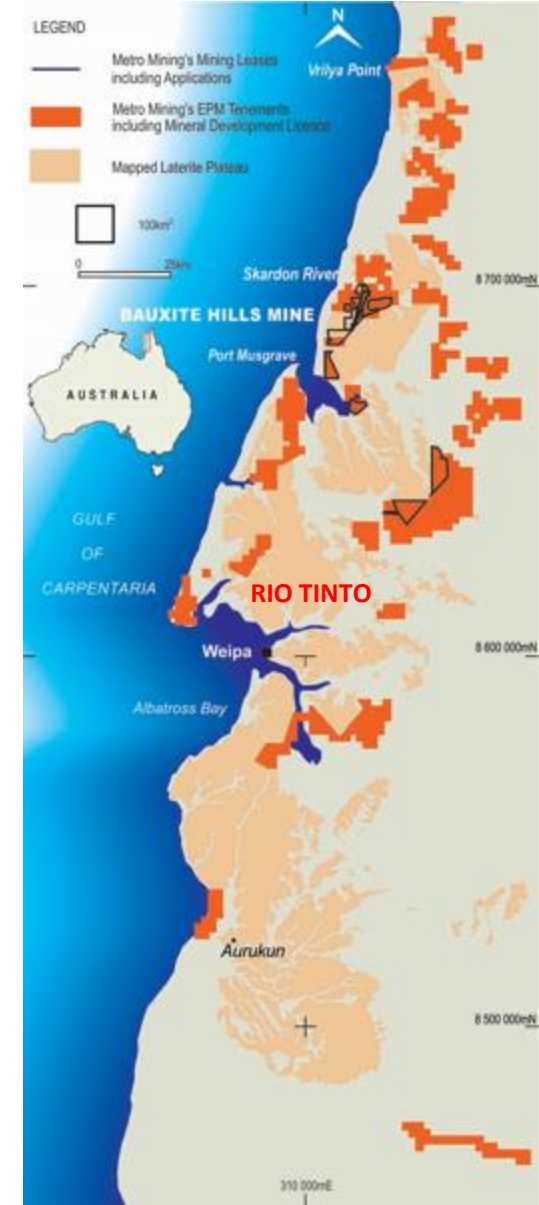 LEGEND
Metro Mining's Mining Leases
including Applications
Metro Mining's EPM Tenements
including Mineral Development Licence
Mapped Laterite Plateau
100km²
0 25km
N
Vrilya Point
Skardon River
8 700 000mN
BAUXITE HILLS MINE
Port Musgrave
AUSTRALIA
GULF
OF
CARPENTARIA
RIO TINTO
Weipa
8 600 000mN
Albatross Bay
Aurukun
8 500 000mN
310 000mE